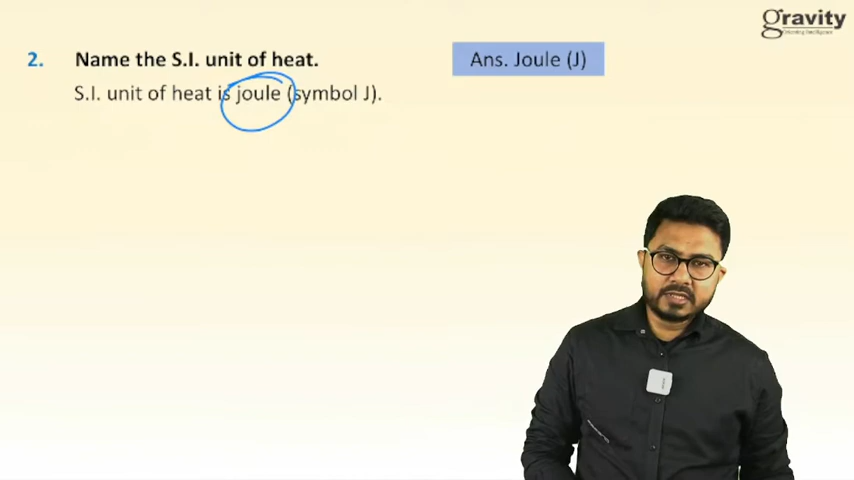 gravity
2. Name the S.I. unit of heat.
Ans. Joule (J)
S.I. unit of heat is joule (symbol J).